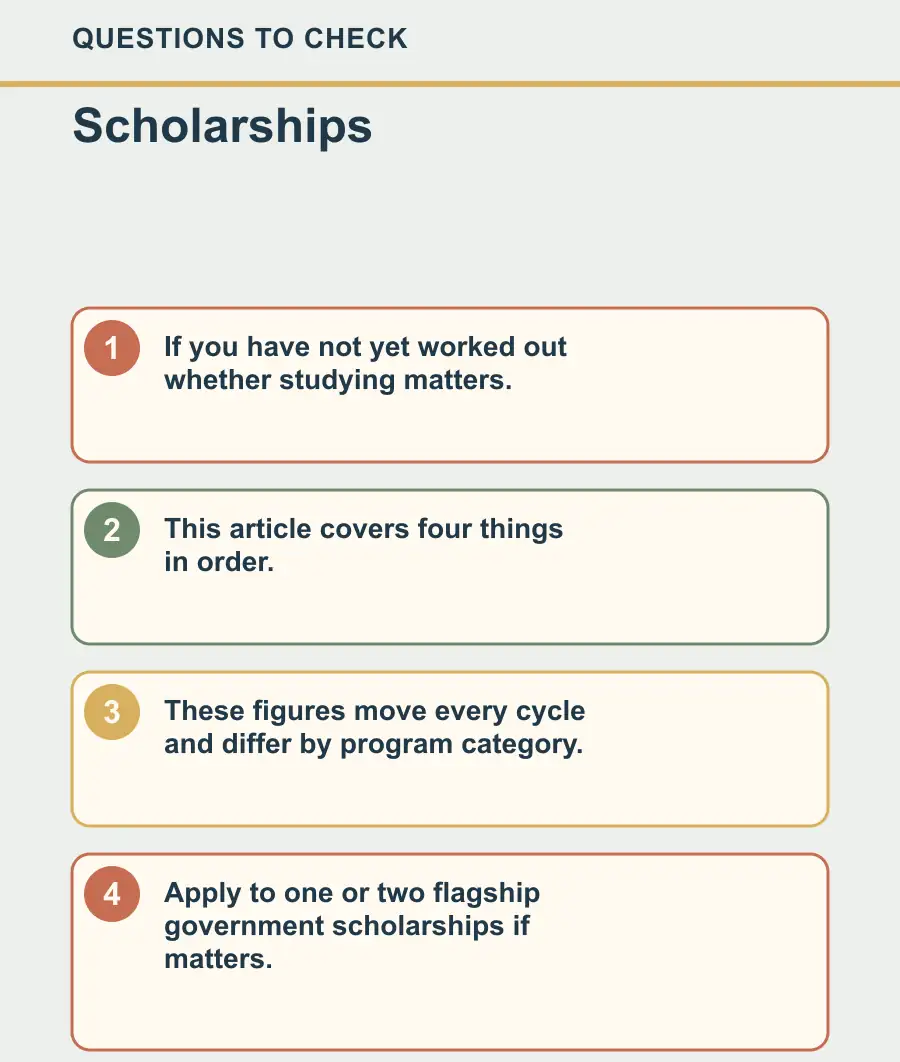 QUESTIONS TO CHECK
Scholarships
1
If you have not yet worked out
whether studying matters.
2
This article covers four things
in order.
3
These figures move every cycle
and differ by program category.
4
Apply to one or two flagship
government scholarships if
matters.